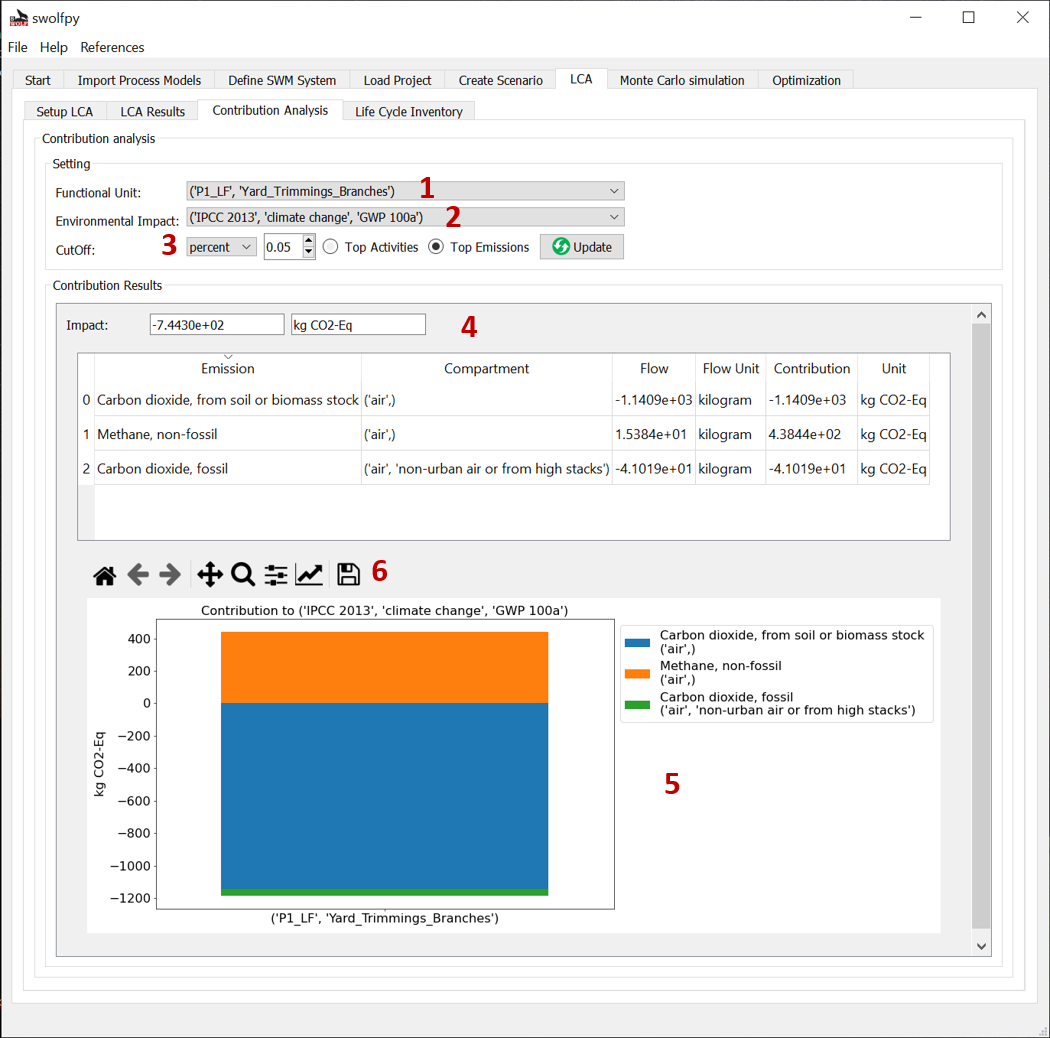 swolfpy
File Help References
Start Import Process Models Define SWM System Load Project Create Scenario LCA Monte Carlo simulation Optimization
Setup LCA LCA Results Contribution Analysis Life Cycle Inventory
Contribution analysis
Setting
Functional Unit: ('P1_LF', 'Yard_Trimmings_Branches') 1
Environmental Impact: ('IPCC 2013', 'climate change', 'GWP 100a') 2
CutOff: 3 percent 0.05 Top Activities Top Emissions Update
Contribution Results
Impact: -7.4430e+02 kg CO2-Eq 4
Emission Compartment Flow Flow Unit Contribution Unit
0 Carbon dioxide, from soil or biomass stock ('air',) -1.1409e+03 kilogram -1.1409e+03 kg CO2-Eq
1 Methane, non-fossil ('air',) 1.5384e+01 kilogram 4.3844e+02 kg CO2-Eq
2 Carbon dioxide, fossil ('air', 'non-urban air or from high stacks') -4.1019e+01 kilogram -4.1019e+01 kg CO2-Eq
6
Contribution to ('IPCC 2013', 'climate change', 'GWP 100a')
400
200
0
−200
−400
−600
−800
−1000
−1200
kg CO2-Eq
('P1_LF', 'Yard_Trimmings_Branches')
Carbon dioxide, from soil or biomass stock
('air',)
Methane, non-fossil
('air',)
Carbon dioxide, fossil
('air', 'non-urban air or from high stacks')
5